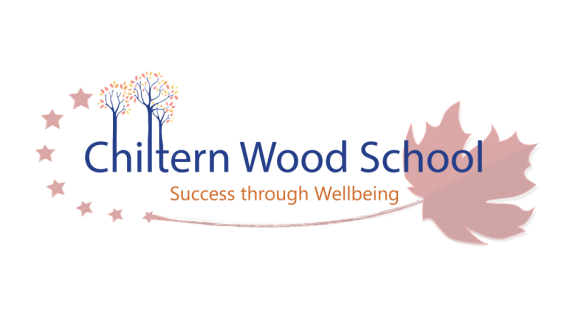 Chiltern Wood School
Success through Wellbeing